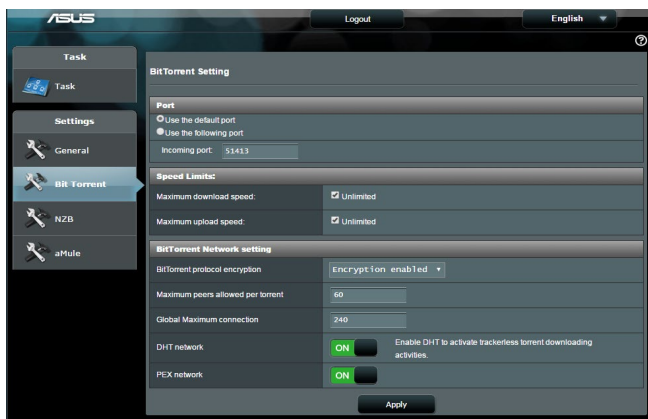 ASUS
Logout
English
?
Task
Task
Settings
General
Bit Torrent
NZB
aMule
BitTorrent Setting
Port
Use the default port
Use the following port
Incoming port: 51413
Speed Limits:
Maximum download speed: Unlimited
Maximum upload speed: Unlimited
BitTorrent Network setting
BitTorrent protocol encryption Encryption enabled
Maximum peers allowed per torrent 60
Global Maximum connection 240
DHT network ON Enable DHT to activate trackerless torrent downloading
activities.
PEX network ON
Apply